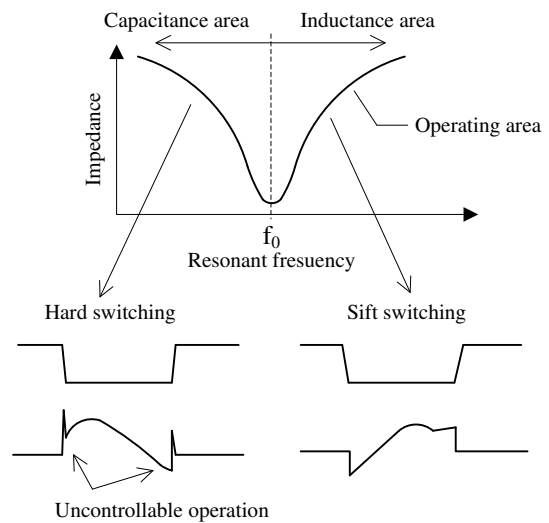 Capacitance area
Inductance area
Impedance
Operating area
f0
Resonant fresuency
Hard switching
Sift switching
Uncontrollable operation